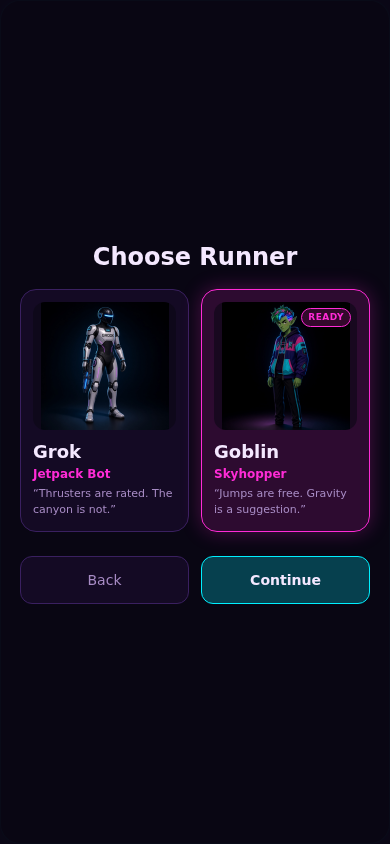 Choose Runner
READY
Grok
Jetpack Bot
“Thrusters are rated. The
canyon is not.”
Goblin
Skyhopper
“Jumps are free. Gravity
is a suggestion.”
Back
Continue